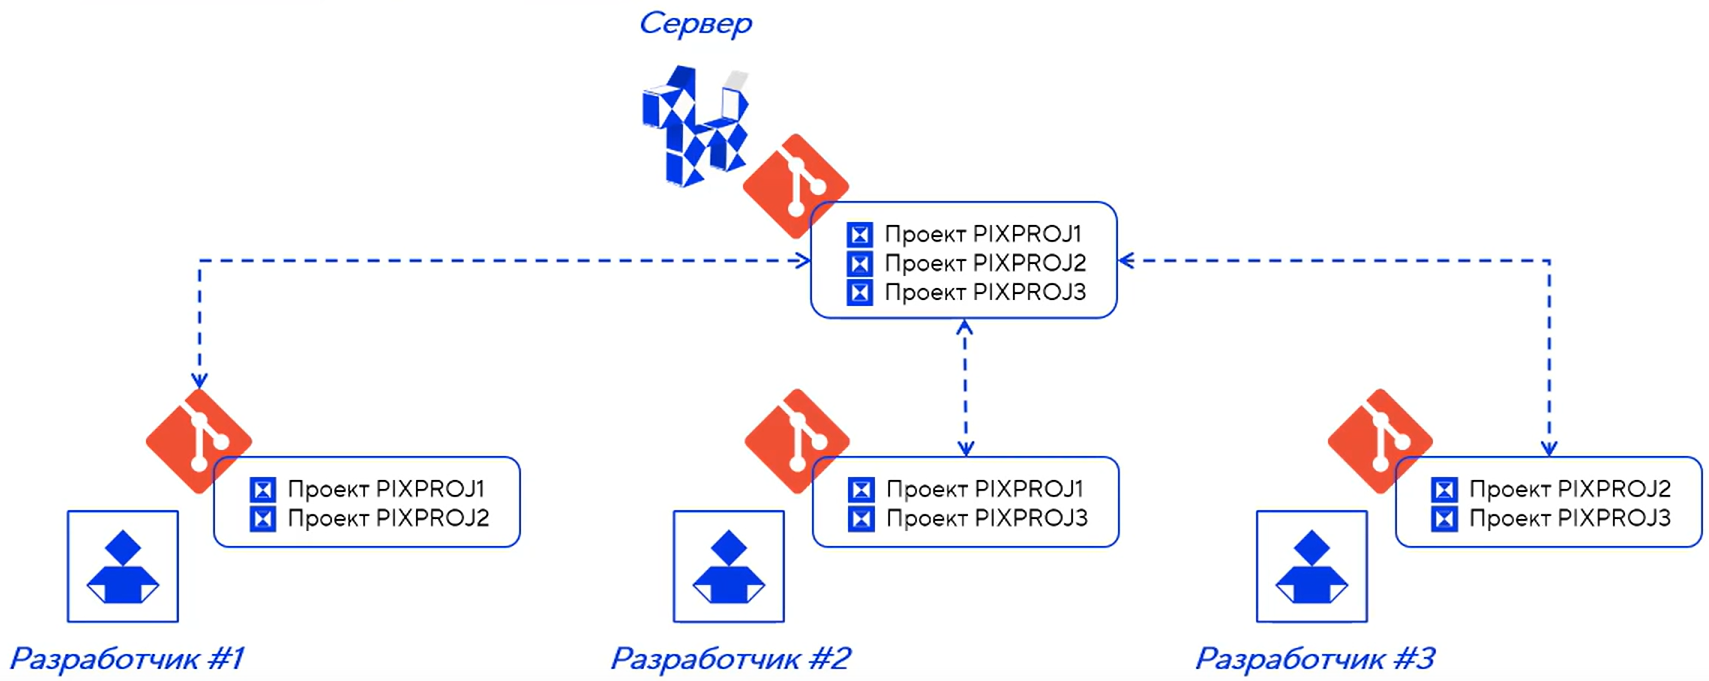 Сервер
Проект PIXPROJ1
Проект PIXPROJ2
Проект PIXPROJ3
Проект PIXPROJ1
Проект PIXPROJ2
Разработчик #1
Проект PIXPROJ1
Проект PIXPROJ3
Разработчик #2
Проект PIXPROJ2
Проект PIXPROJ3
Разработчик #3